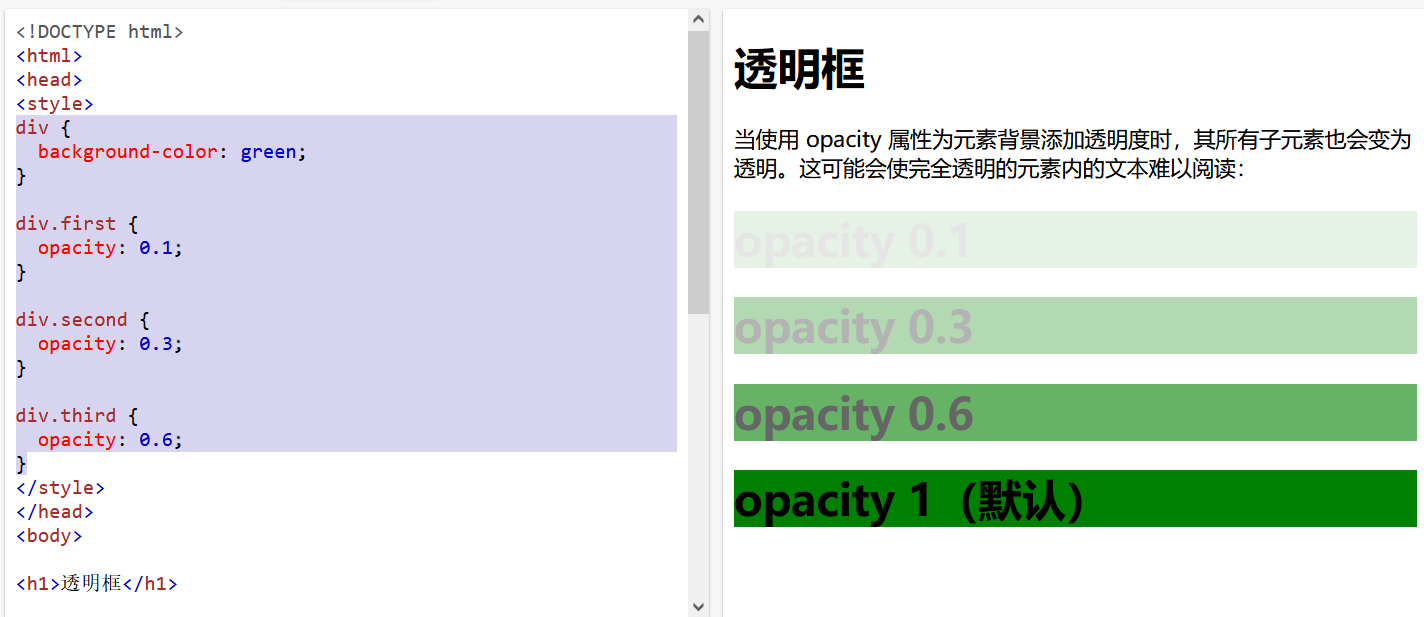 <!DOCTYPE html>
<html>
<head>
<style>
div {
  background-color: green;
}
div.first {
  opacity: 0.1;
}
div.second {
  opacity: 0.3;
}
div.third {
  opacity: 0.6;
}
</style>
</head>
<body>
<h1>透明框</h1>
透明框
当使用 opacity 属性为元素背景添加透明度时，其所有子元素也会变为
透明。这可能会使完全透明的元素内的文本难以阅读：
opacity 0.1
opacity 0.3
opacity 0.6
opacity 1（默认）